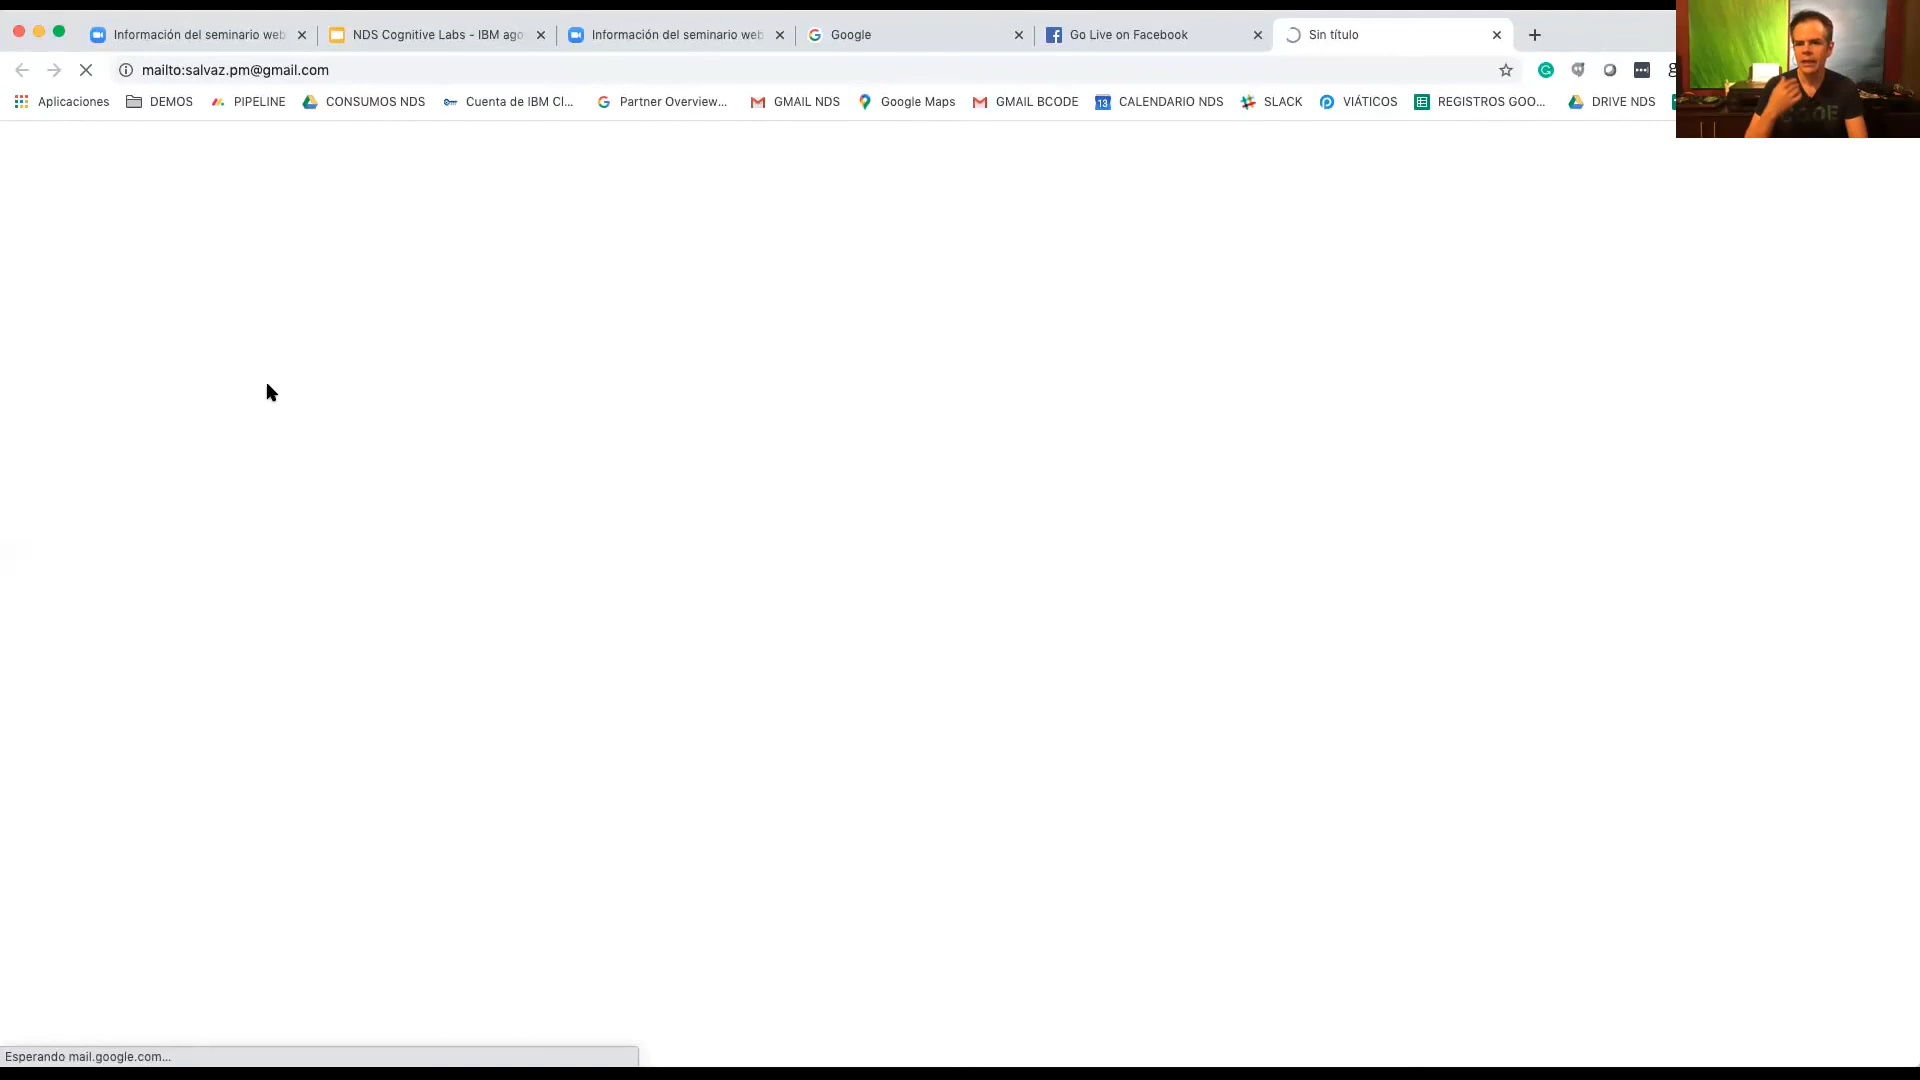 Información del seminario web
NDS Cognitive Labs - IBM ago
Información del seminario web
Google
Go Live on Facebook
Sin título
mailto:salvaz.pm@gmail.com
Aplicaciones
DEMOS
PIPELINE
CONSUMOS NDS
Cuenta de IBM Cl...
Partner Overview...
GMAIL NDS
Google Maps
GMAIL BCODE
13
CALENDARIO NDS
SLACK
VIÁTICOS
REGISTROS GOO...
DRIVE NDS
Esperando mail.google.com...